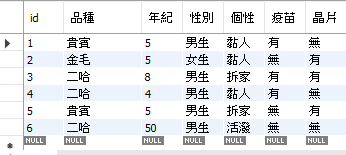 id 品種 年紀 性別 個性 疫苗 晶片
1 貴賓 5 男生 黏人 有 無
2 金毛 5 女生 黏人 無 有
3 二哈 8 男生 拆家 有 有
4 二哈 4 男生 黏人 有 無
5 貴賓 5 男生 拆家 無 有
6 二哈 50 男生 活潑 無 無
NULL NULL NULL NULL NULL NULL NULL